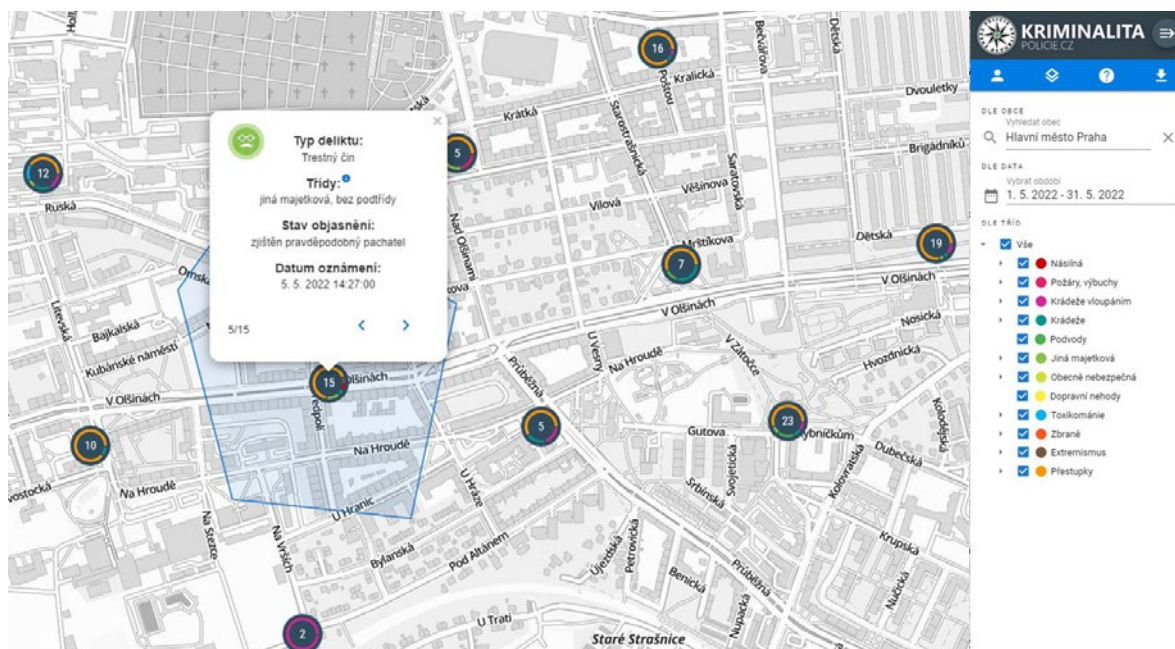 16
Bečvářova
Dětská
Kralická
Dvouletky
Krátká
Starostrašnická
Saratovská
Brigádníků
5
12
Ruská
Nad Olšinami
Věšínova
Vilová
Mrštíkova
7
Dětská
19
V Olšinách
V Olšinách
Litevská
Bajkalská
Kubánské náměstí
V Olšinách
15
Typ deliktu:
Trestný čin
Třídy:
jiná majetková, bez podtřídy
Stav objasnění:
zjištěn pravděpodobný pachatel
Datum oznámení:
5. 5. 2022 14:27:00
5/15
U Vesny
Na Hroudě
V Zátočce
Nosická
Hvozdnická
Kolodějská
Průběžná
10
5
23
Gutova
Dubečská
Na Hroudě
Na Hroudě
U Hráze
U Hranic
Svojetická
Kolovratská
Srbínská
Na Stezce
Na Vrších
Bylanská
Pod Altánem
Újezdská
Petrovická
Benická
Průběžná
Krupská
Nučická
Nupacká
2
U Trati
Staré Strašnice
KRIMINALITA
POLICIE.CZ
DLE OBCE
Vyhledat obec
Hlavní město Praha
DLE DATA
Vybrat období
1. 5. 2022 - 31. 5. 2022
DLE TŘÍD
Vše
Násilná
Požáry, výbuchy
Krádeže vloupáním
Krádeže
Podvody
Jiná majetková
Obecně nebezpečná
Dopravní nehody
Toxikománie
Zbraně
Extremismus
Přestupky